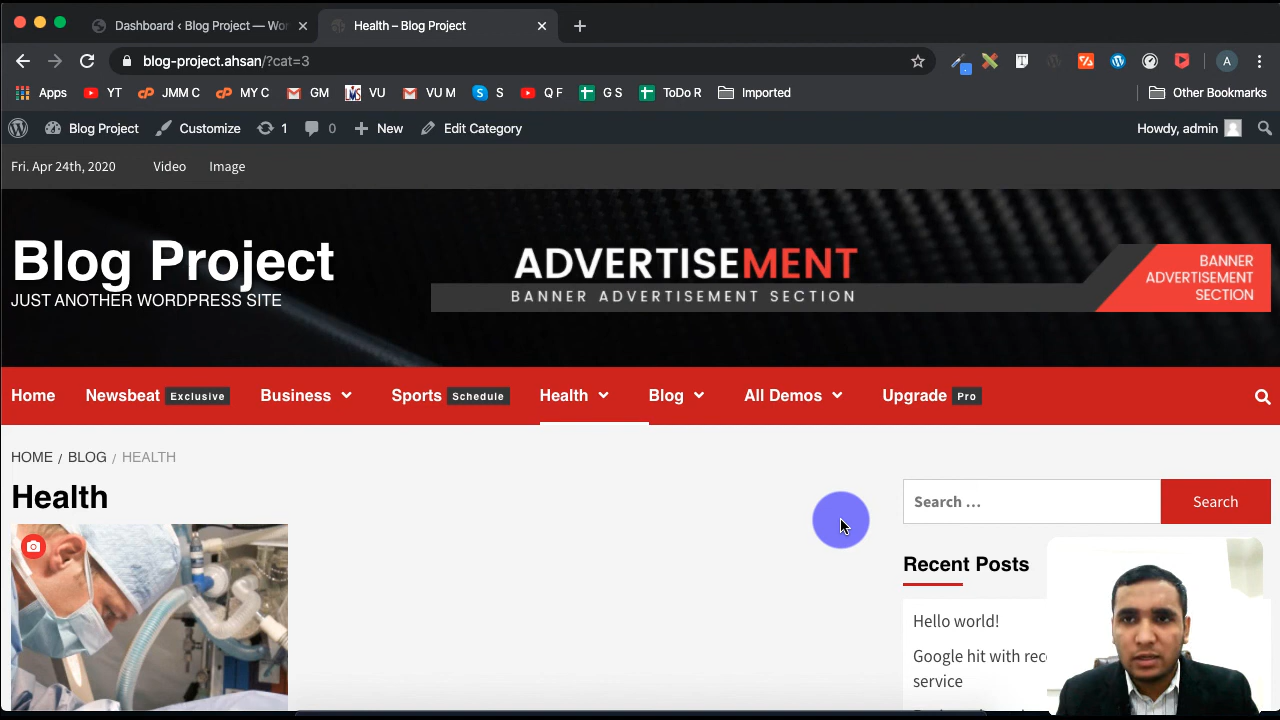 Dashboard ‹ Blog Project — Wor
Health – Blog Project
blog-project.ahsan/?cat=3
A
Apps
YT
JMM C
MY C
GM
VU
VU M
S
Q F
G S
ToDo R
Imported
Other Bookmarks
Blog Project
Customize
1
0
New
Edit Category
Howdy, admin
Fri. Apr 24th, 2020
Video
Image
Blog Project
JUST ANOTHER WORDPRESS SITE
ADVERTISEMENT
BANNER ADVERTISEMENT SECTION
BANNER
ADVERTISEMENT
SECTION
Home
Newsbeat Exclusive
Business
Sports Schedule
Health
Blog
All Demos
Upgrade Pro
HOME / BLOG / HEALTH
Health
Search …
Search
Recent Posts
Hello world!
Google hit with rec
service